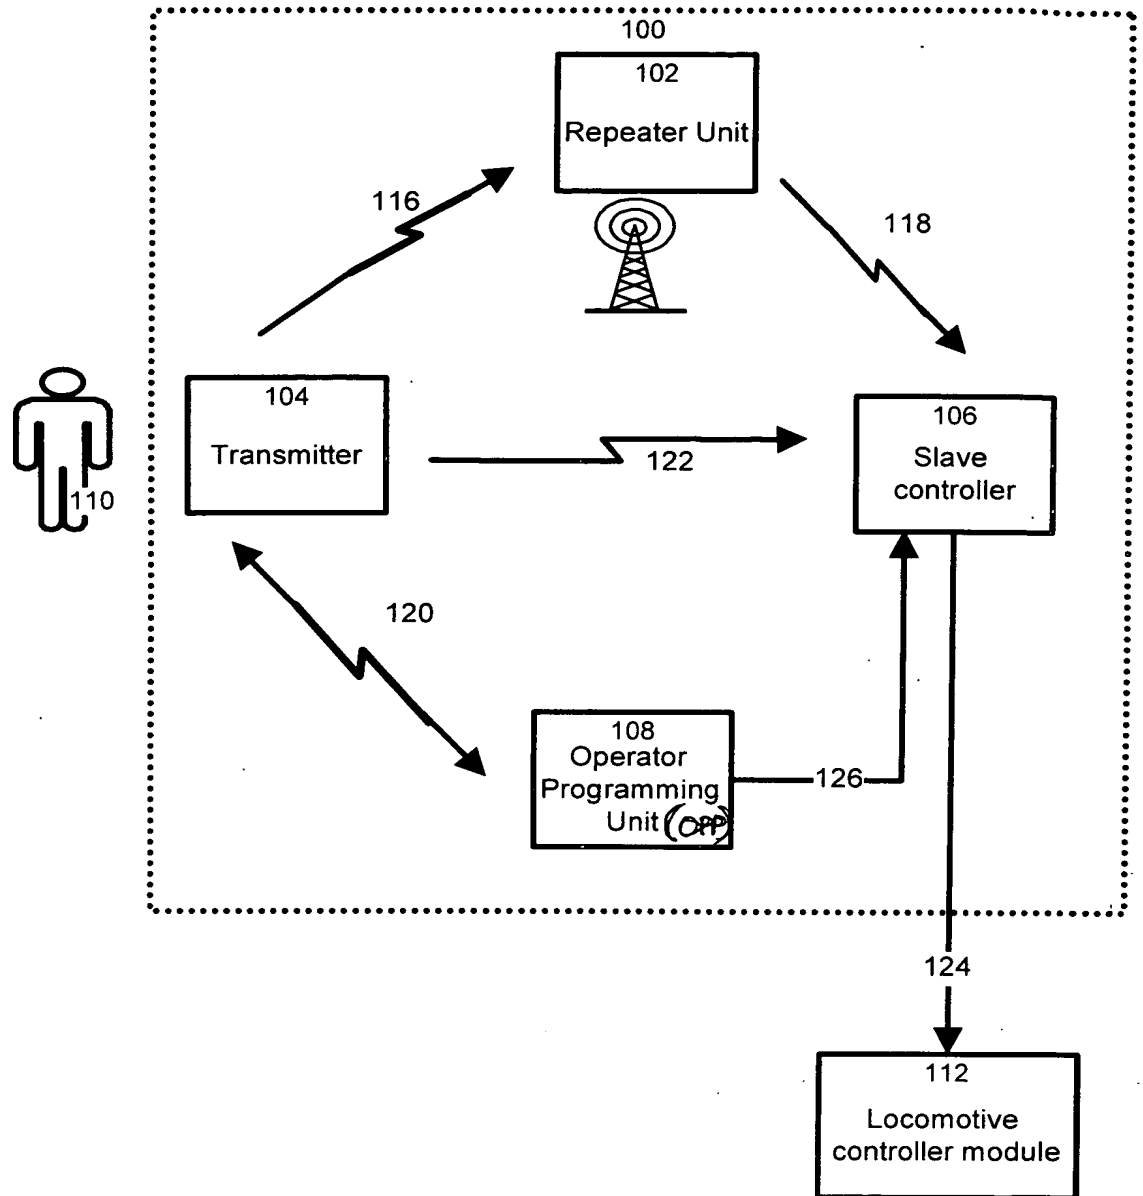 100
102
Repeater Unit
116
118
104
Transmitter
106
Slave
controller
122
110
120
108
Operator
Programming
Unit (OPP)
126
124
112
Locomotive
controller module